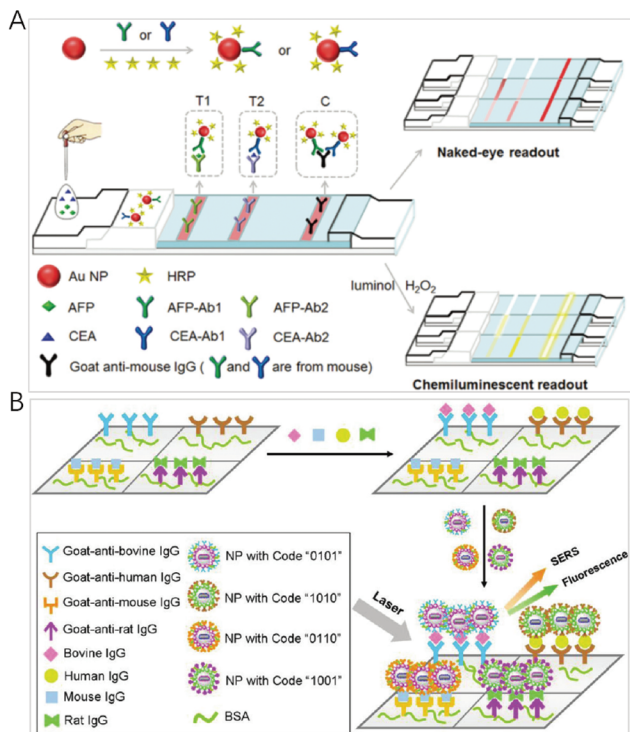 A
or
or
T1 T2 C
Naked-eye readout
luminol H₂O₂
Au NP HRP
AFP AFP-Ab1 AFP-Ab2
CEA CEA-Ab1 CEA-Ab2
Goat anti-mouse IgG ( and are from mouse)
Chemiluminescent readout
B
Goat-anti-bovine IgG
Goat-anti-human IgG
Goat-anti-mouse IgG
Goat-anti-rat IgG
Bovine IgG
Human IgG
Mouse IgG
Rat IgG
NP with Code "0101"
NP with Code "1010"
NP with Code "0110"
NP with Code "1001"
BSA
Laser
SERS
Fluorescence